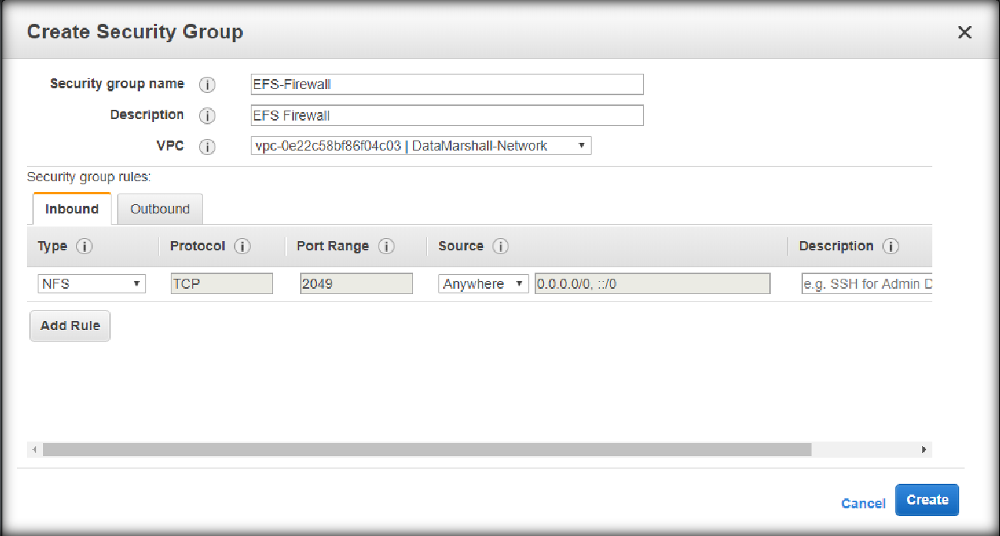 Create Security Group
Security group name EFS-Firewall
Description EFS Firewall
VPC vpc-0e22c58bf86f04c03 | DataMarshall-Network
Security group rules:
Inbound Outbound
Type Protocol Port Range Source Description
NFS TCP 2049 Anywhere 0.0.0.0/0, ::/0 e.g. SSH for Admin D
Add Rule
Cancel Create